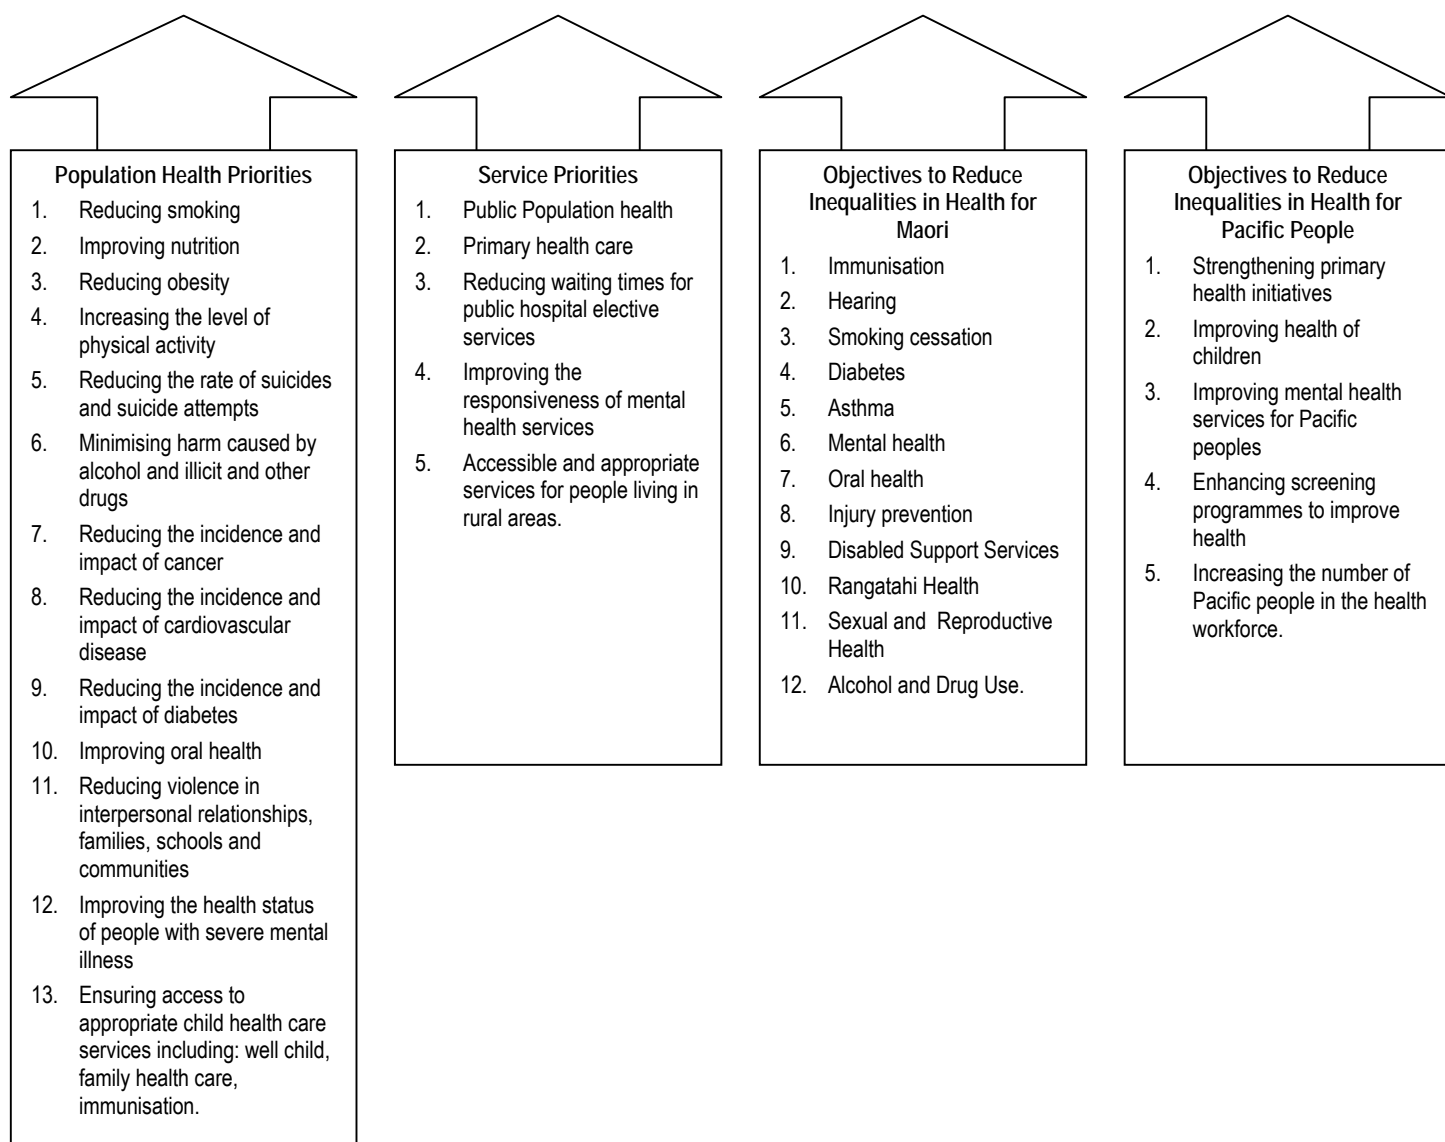 Population Health Priorities
1. Reducing smoking
2. Improving nutrition
3. Reducing obesity
4. Increasing the level of
physical activity
5. Reducing the rate of suicides
and suicide attempts
6. Minimising harm caused by
alcohol and illicit and other
drugs
7. Reducing the incidence and
impact of cancer
8. Reducing the incidence and
impact of cardiovascular
disease
9. Reducing the incidence and
impact of diabetes
10. Improving oral health
11. Reducing violence in
interpersonal relationships,
families, schools and
communities
12. Improving the health status
of people with severe mental
illness
13. Ensuring access to
appropriate child health care
services including: well child,
family health care,
immunisation.
Service Priorities
1. Public Population health
2. Primary health care
3. Reducing waiting times for
public hospital elective
services
4. Improving the
responsiveness of mental
health services
5. Accessible and appropriate
services for people living in
rural areas.
Objectives to Reduce
Inequalities in Health for
Maori
1. Immunisation
2. Hearing
3. Smoking cessation
4. Diabetes
5. Asthma
6. Mental health
7. Oral health
8. Injury prevention
9. Disabled Support Services
10. Rangatahi Health
11. Sexual and Reproductive
Health
12. Alcohol and Drug Use.
Objectives to Reduce
Inequalities in Health for
Pacific People
1. Strengthening primary
health initiatives
2. Improving health of
children
3. Improving mental health
services for Pacific
peoples
4. Enhancing screening
programmes to improve
health
5. Increasing the number of
Pacific people in the health
workforce.